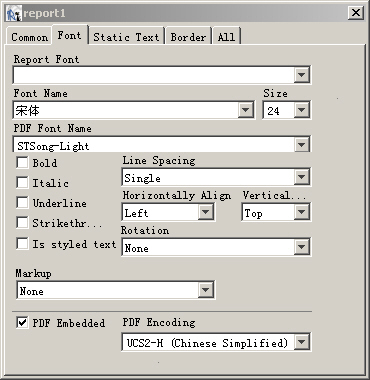 report1
Common Font Static Text Border All
Report Font
Font Name Size
宋体 24
PDF Font Name
STSong-Light
Bold Line Spacing
Italic Single
Underline Horizontally Align Vertical...
Strikethr... Left Top
Is styled text Rotation
None
Markup
None
PDF Embedded PDF Encoding
UCS2-H (Chinese Simplified)